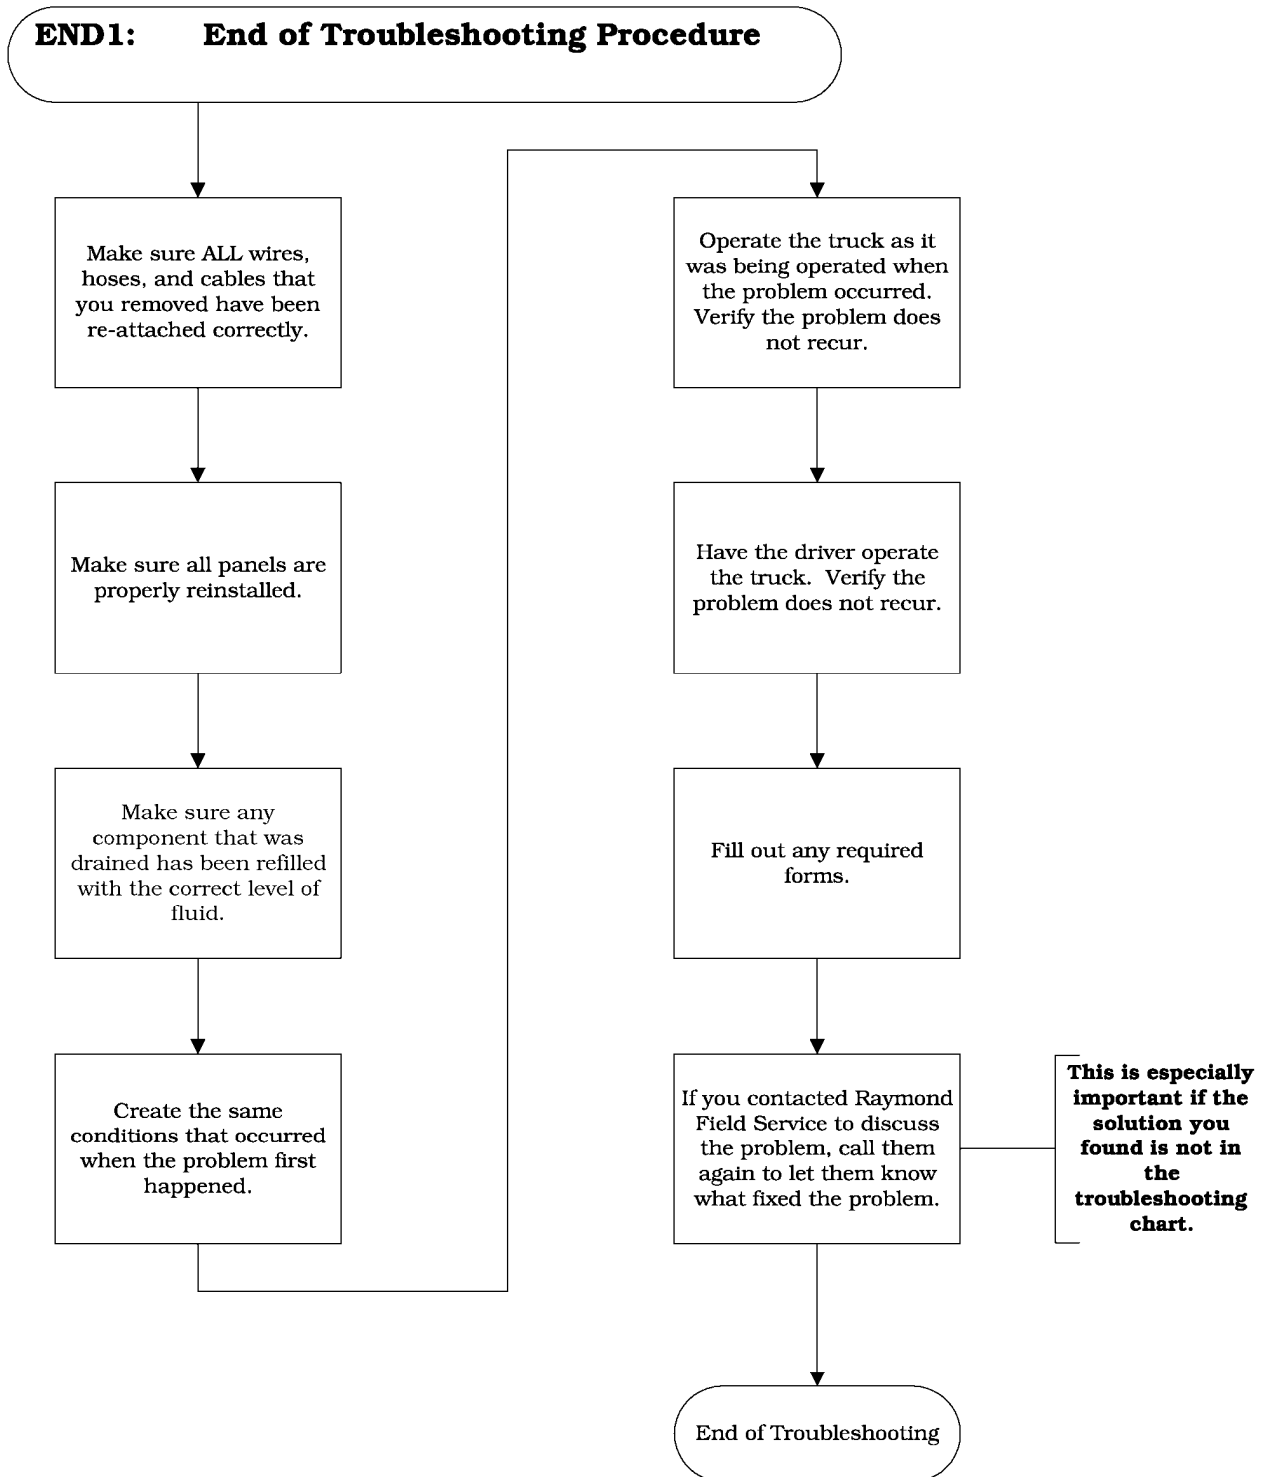 END1: End of Troubleshooting Procedure
Make sure ALL wires,
hoses, and cables that
you removed have been
re-attached correctly.
Make sure all panels are
properly reinstalled.
Make sure any
component that was
drained has been refilled
with the correct level of
fluid.
Create the same
conditions that occurred
when the problem first
happened.
Operate the truck as it
was being operated when
the problem occurred.
Verify the problem does
not recur.
Have the driver operate
the truck.  Verify the
problem does not recur.
Fill out any required
forms.
If you contacted Raymond
Field Service to discuss
the problem, call them
again to let them know
what fixed the problem.
This is especially
important if the
solution you
found is not in
the
troubleshooting
chart.
End of Troubleshooting